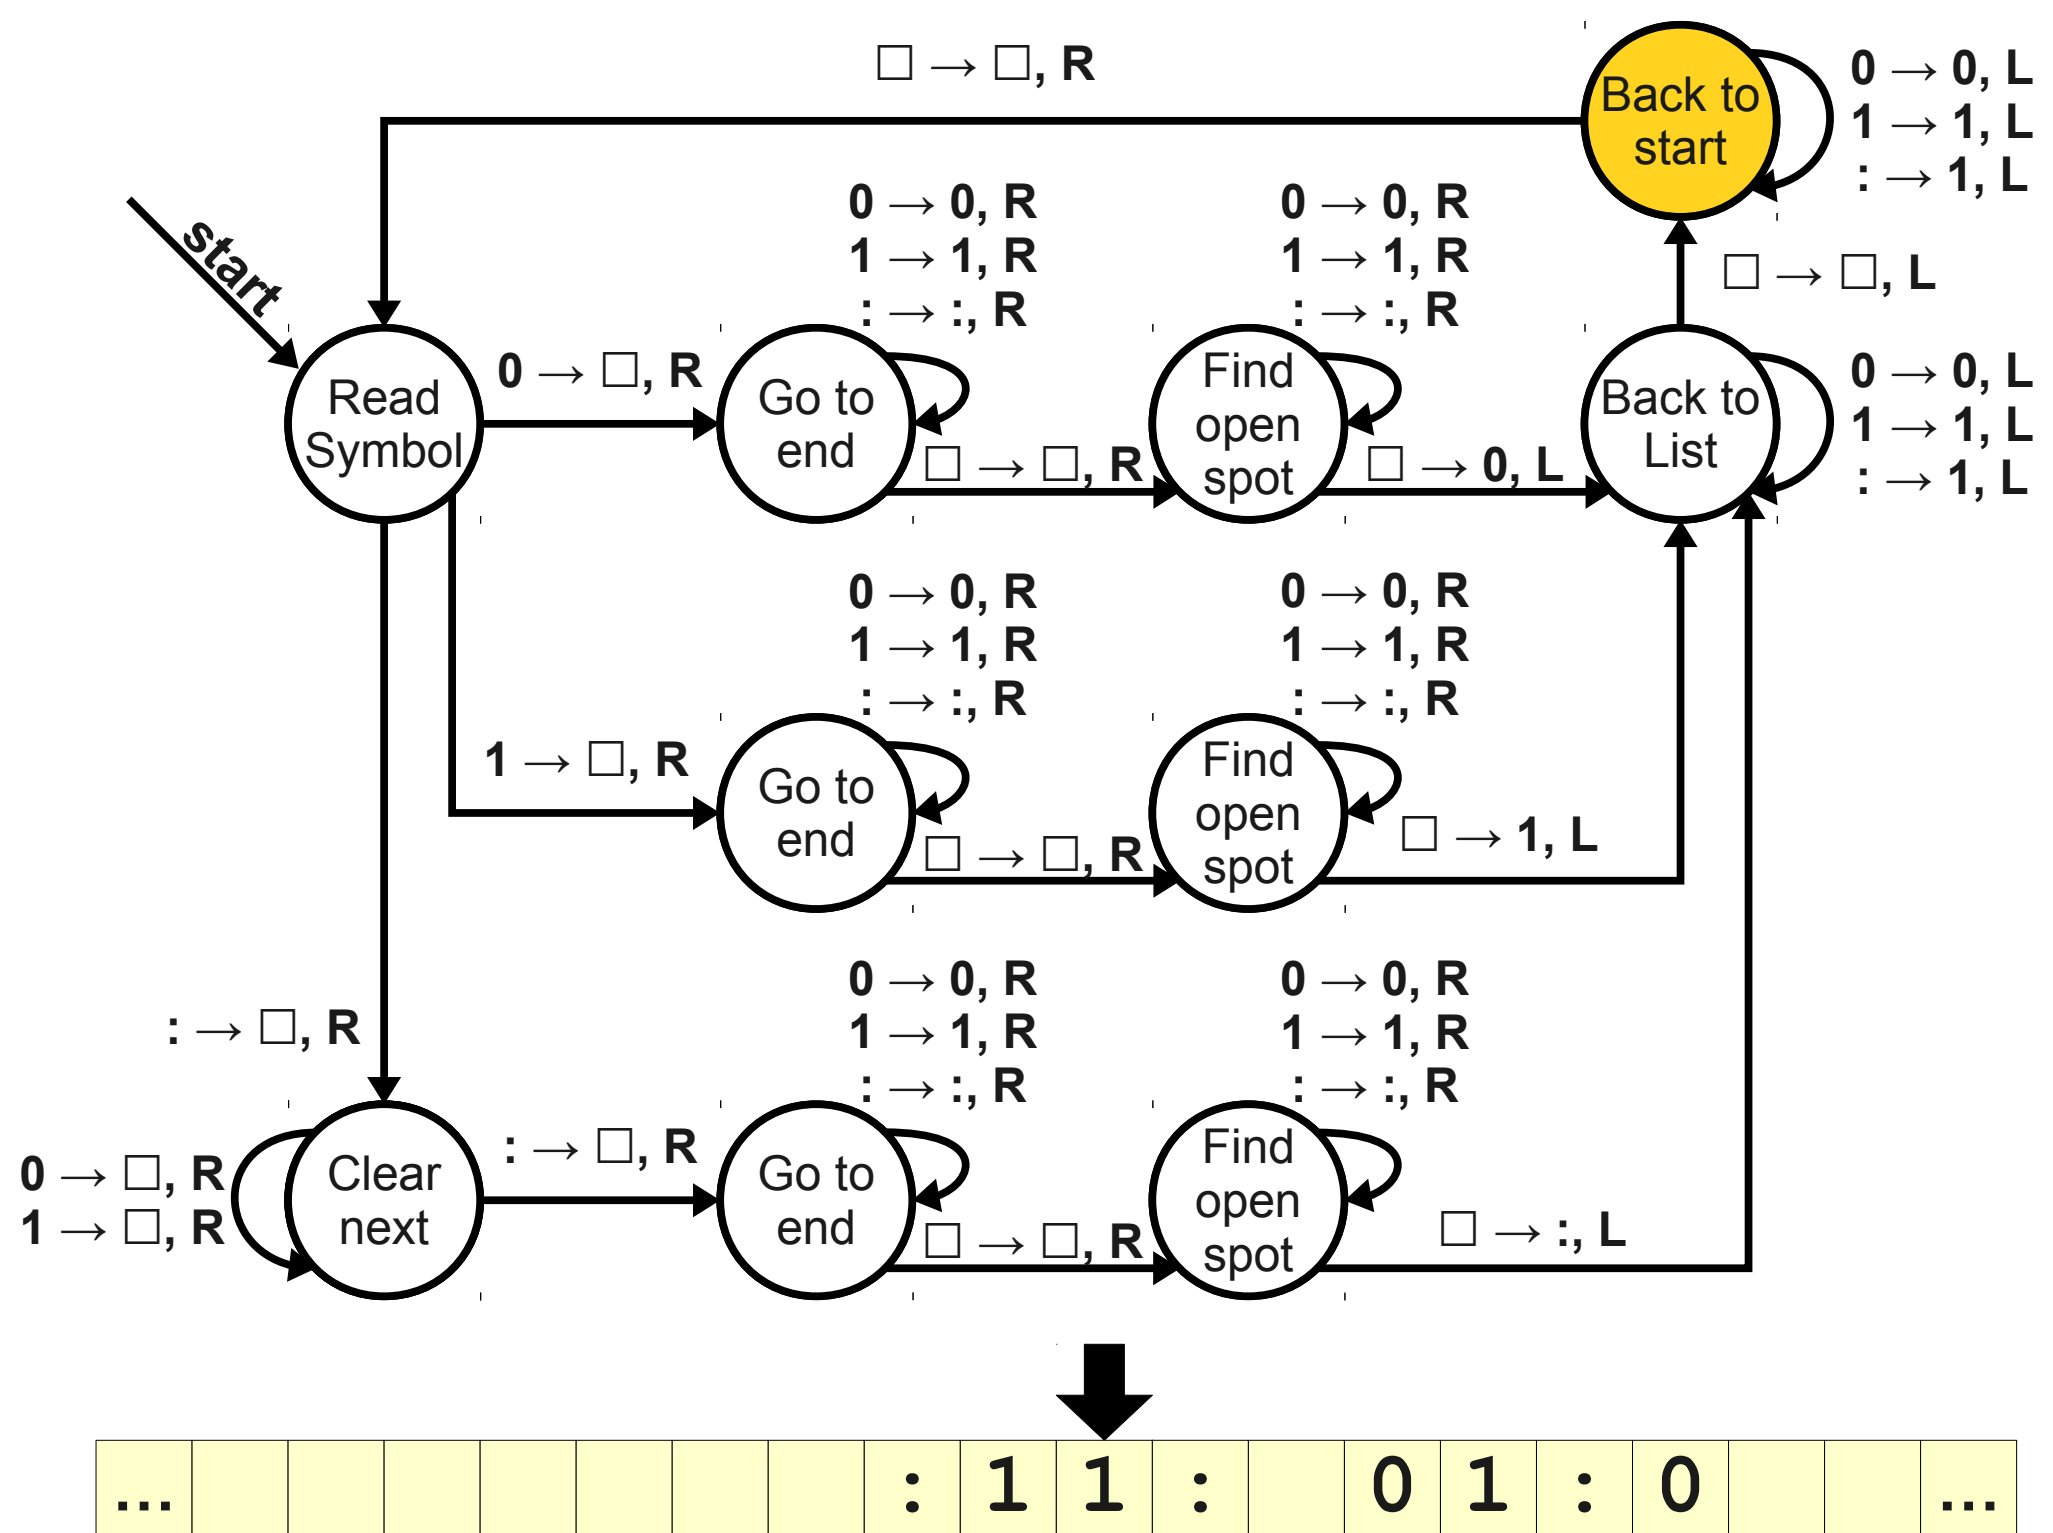 □ → □, R
Back to
start
0 → 0, L
1 → 1, L
: → 1, L
start
0 → 0, R
1 → 1, R
: → :, R
0 → 0, R
1 → 1, R
: → :, R
□ → □, L
Read
Symbol
0 → □, R
Go to
end
□ → □, R
Find
open
spot
□ → 0, L
Back to
List
0 → 0, L
1 → 1, L
: → 1, L
0 → 0, R
1 → 1, R
: → :, R
0 → 0, R
1 → 1, R
: → :, R
1 → □, R
Go to
end
□ → □, R
Find
open
spot
□ → 1, L
0 → 0, R
1 → 1, R
: → :, R
0 → 0, R
1 → 1, R
: → :, R
: → □, R
0 → □, R
1 → □, R
Clear
next
: → □, R
Go to
end
□ → □, R
Find
open
spot
□ → :, L
... : 1 1 : 0 1 : 0 ...